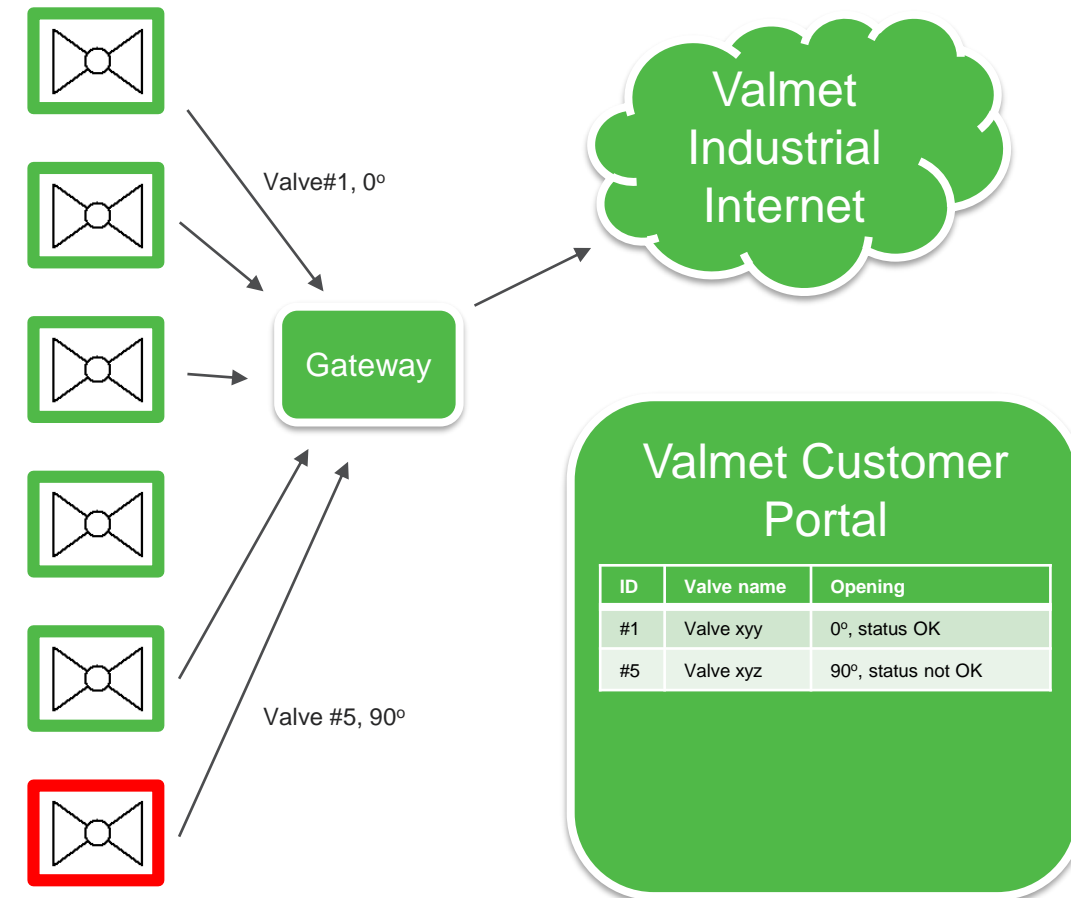 Valmet
Industrial
Internet
Valve#1, 0º
Gateway
Valmet Customer
Portal
ID Valve name Opening
#1 Valve xyy 0º, status OK
#5 Valve xyz 90º, status not OK
Valve #5, 90º